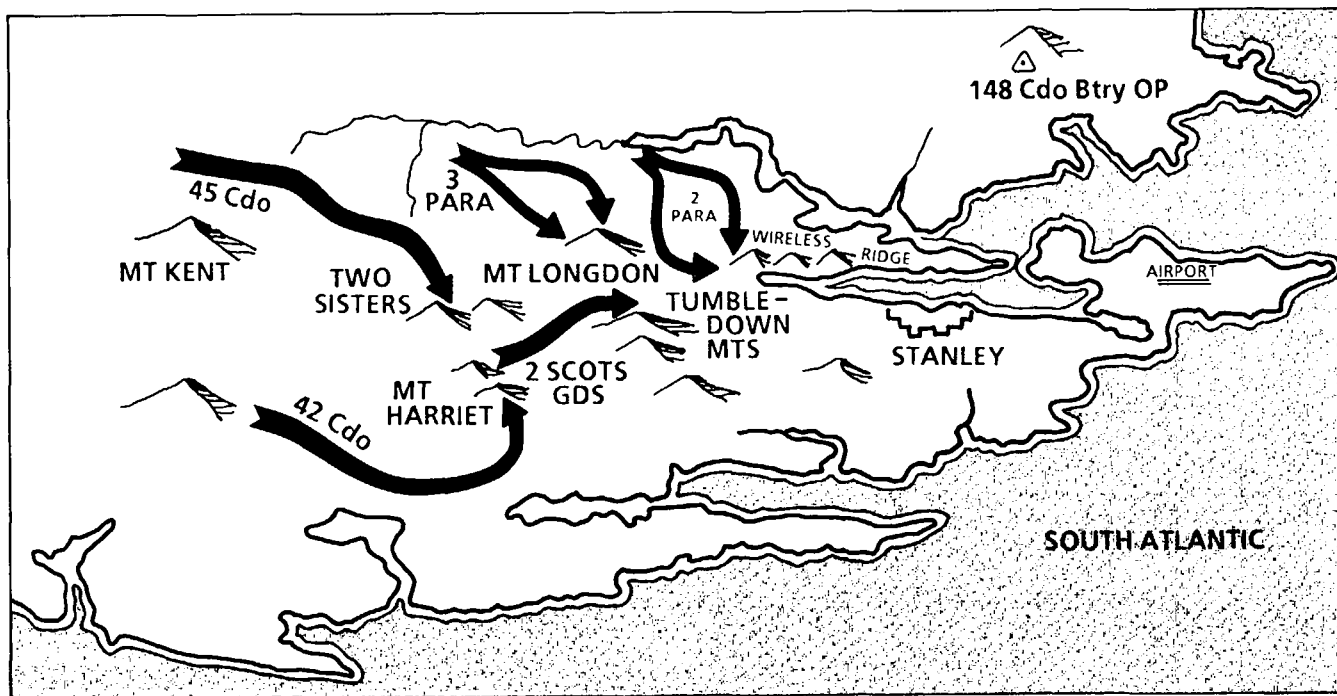 148 Cdo Btry OP
45 Cdo
3
PARA
2
PARA
WIRELESS
RIDGE
AIRPORT
MT KENT
TWO
SISTERS
MT LONGDON
TUMBLE-
DOWN
MTS
STANLEY
2 SCOTS
GDS
MT
HARRIET
42 Cdo
SOUTH ATLANTIC